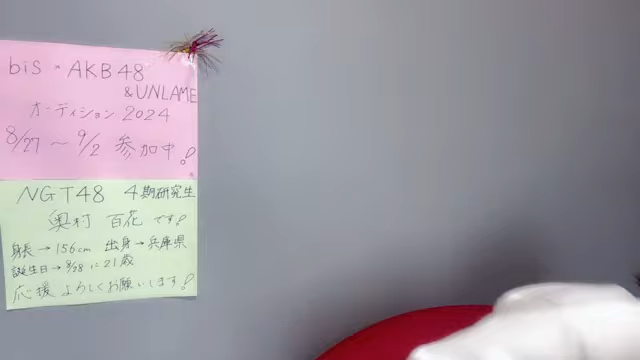 biS × AKB48
&UNLAME
オーディション 2024
8/27 〜 9/2 参加中!
NGT48 4期研究生
奥村 百花 です!
身長 → 156cm 出身 → 兵庫県
誕生日 → 8/28 に 21歳
応援 よろしくお願いします!